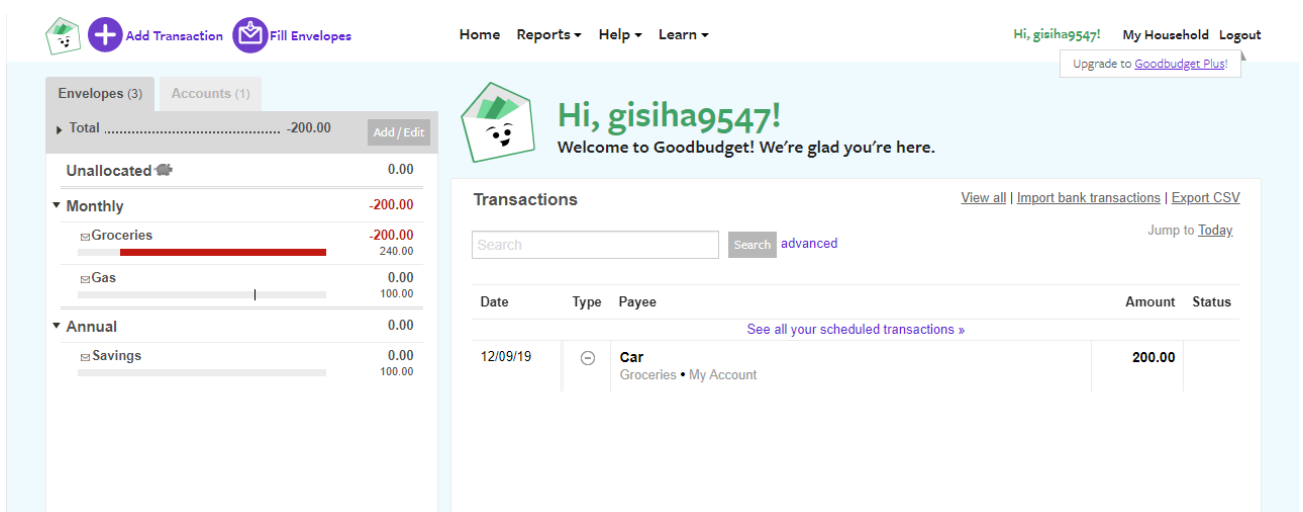 Add Transaction Fill Envelopes Home Reports Help Learn Hi, gisiha9547! My Household Logout
Upgrade to Goodbudget Plus!
Envelopes (3) Accounts (1)
Total ................................................ -200.00 Add / Edit
Unallocated 0.00
Monthly -200.00
Groceries -200.00
240.00
Gas 0.00
100.00
Annual 0.00
Savings 0.00
100.00
Hi, gisiha9547!
Welcome to Goodbudget! We're glad you're here.
Transactions View all | Import bank transactions | Export CSV
Jump to Today
Search Search advanced
Date Type Payee Amount Status
See all your scheduled transactions »
12/09/19 Car 200.00
Groceries • My Account